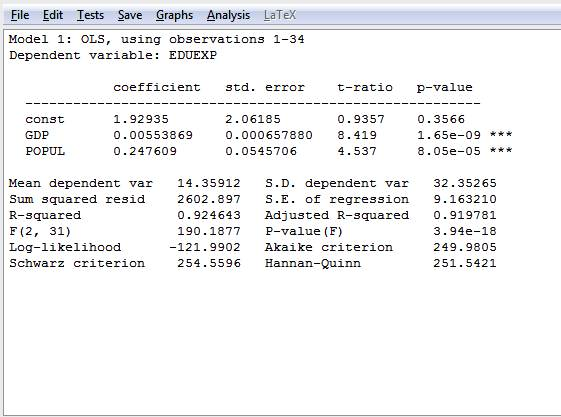 File Edit Tests Save Graphs Analysis LaTeX
Model 1: OLS, using observations 1-34
Dependent variable: EDUEXP
coefficient std. error t-ratio p-value
---------------------------------------------------------
const 1.92935 2.06185 0.9357 0.3566
GDP 0.00553869 0.000657880 8.419 1.65e-09 ***
POPUL 0.247609 0.0545706 4.537 8.05e-05 ***
Mean dependent var 14.35912 S.D. dependent var 32.35265
Sum squared resid 2602.897 S.E. of regression 9.163210
R-squared 0.924643 Adjusted R-squared 0.919781
F(2, 31) 190.1877 P-value(F) 3.94e-18
Log-likelihood -121.9902 Akaike criterion 249.9805
Schwarz criterion 254.5596 Hannan-Quinn 251.5421